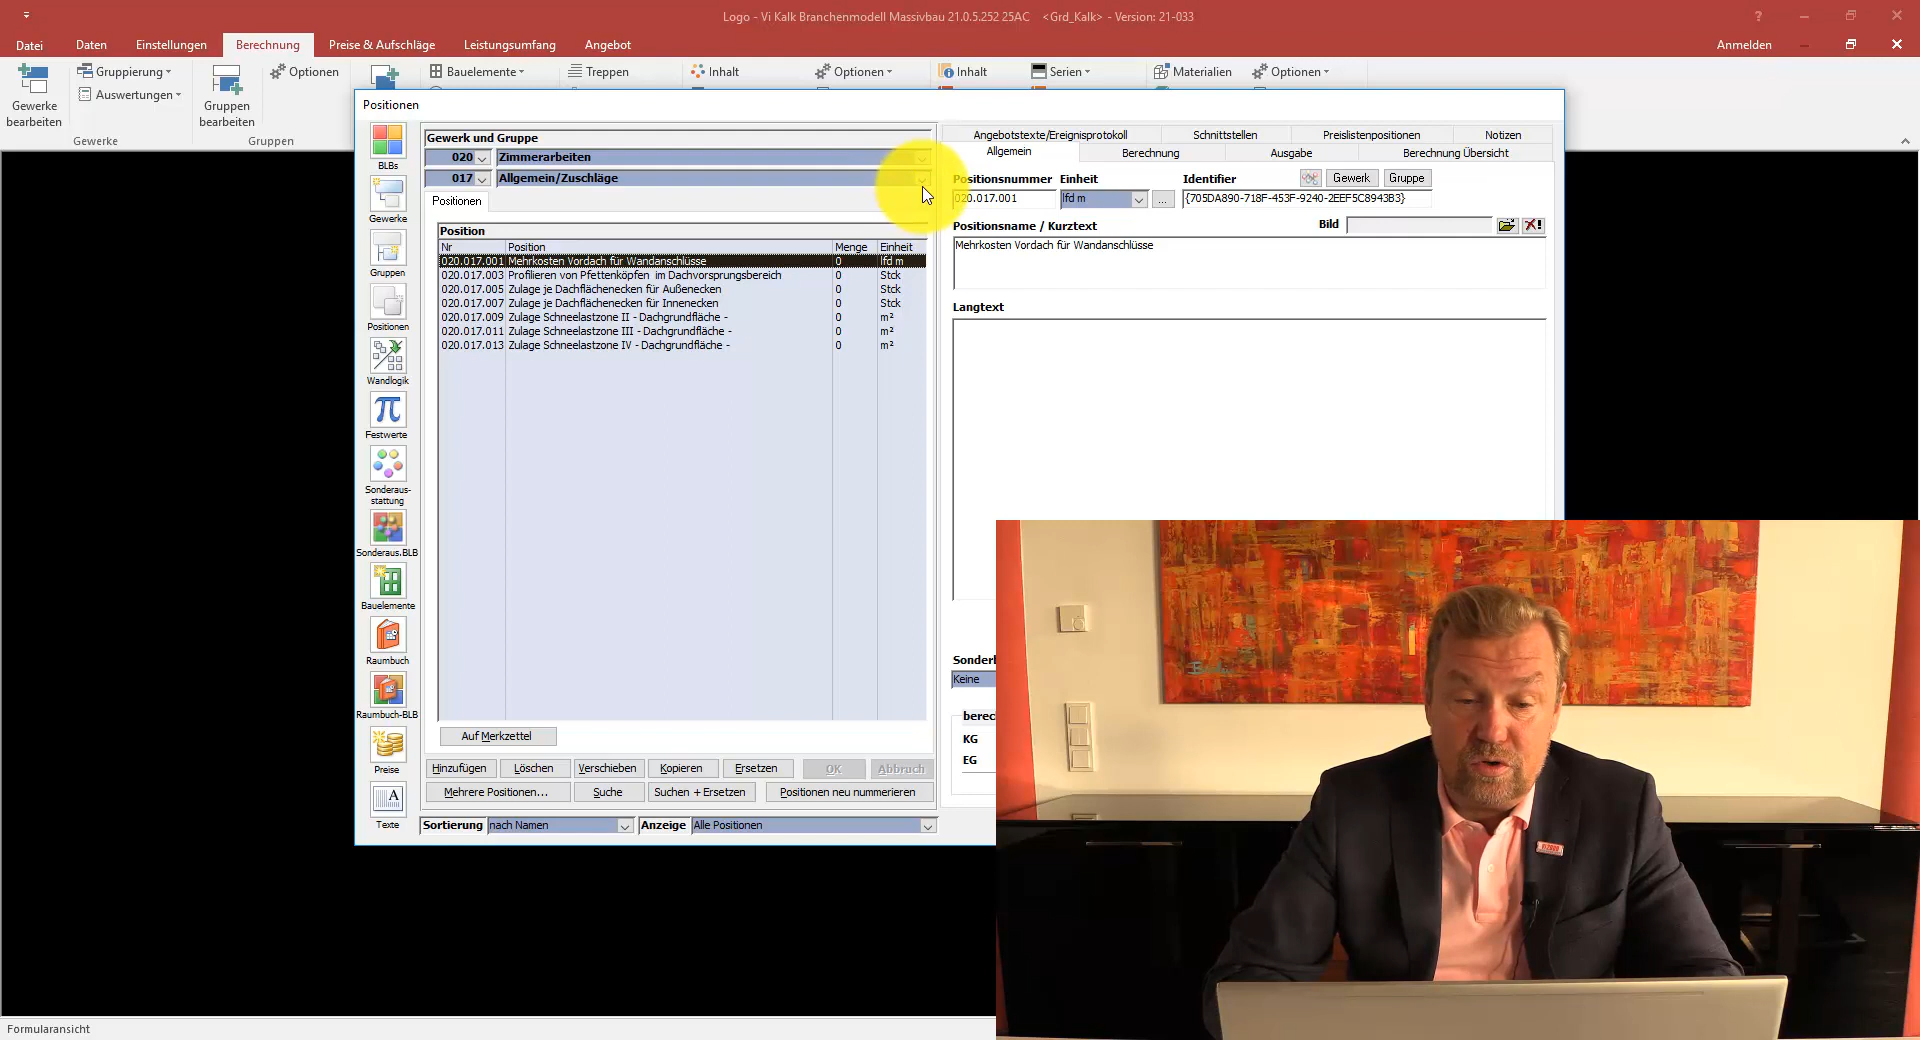 Logo - Vi Kalk Branchenmodell Massivbau 21.0.5.252 25AC <Grd_Kalk> - Version: 21-033
Datei Daten Einstellungen Berechnung Preise & Aufschläge Leistungsumfang Angebot Anmelden
Gruppierung Optionen Bauelemente Treppen Inhalt Optionen Inhalt Serien Materialien Optionen
Auswertungen
Gewerke bearbeiten
Gruppen bearbeiten
Gewerke Gruppen
Positionen
BLBs
Gewerke
Gruppen
Positionen
Wandlogik
Festwerte
Sonderaus-
stattung
Sonderaus.BLB
Bauelemente
Raumbuch
Raumbuch-BLB
Preise
Texte
Gewerk und Gruppe
020 Zimmerarbeiten
017 Allgemein/Zuschläge
Positionen
Position
Nr Position Menge Einheit
020.017.001 Mehrkosten Vordach für Wandanschlüsse 0 lfd m
020.017.003 Profilieren von Pfettenköpfen im Dachvorsprungsbereich 0 Stck
020.017.005 Zulage je Dachflächenecken für Außenecken 0 Stck
020.017.007 Zulage je Dachflächenecken für Innenecken 0 Stck
020.017.009 Zulage Schneelastzone II - Dachgrundfläche - 0 m²
020.017.011 Zulage Schneelastzone III - Dachgrundfläche - 0 m²
020.017.013 Zulage Schneelastzone IV - Dachgrundfläche - 0 m²
Auf Merkzettel
Hinzufügen Löschen Verschieben Kopieren Ersetzen OK Abbruch
Mehrere Positionen... Suche Suchen + Ersetzen Positionen neu nummerieren
Sortierung nach Namen Anzeige Alle Positionen
Angebotstexte/Ereignisprotokoll Schnittstellen Preislistenpositionen Notizen
Allgemein Berechnung Ausgabe Berechnung Übersicht
Positionsnummer Einheit Identifier Gewerk Gruppe
020.017.001 lfd m ... {705DA890-718F-453F-9240-2EEF5C8943B3}
Positionsname / Kurztext Bild
Mehrkosten Vordach für Wandanschlüsse
Langtext
Keine
KG
EG
Formularansicht